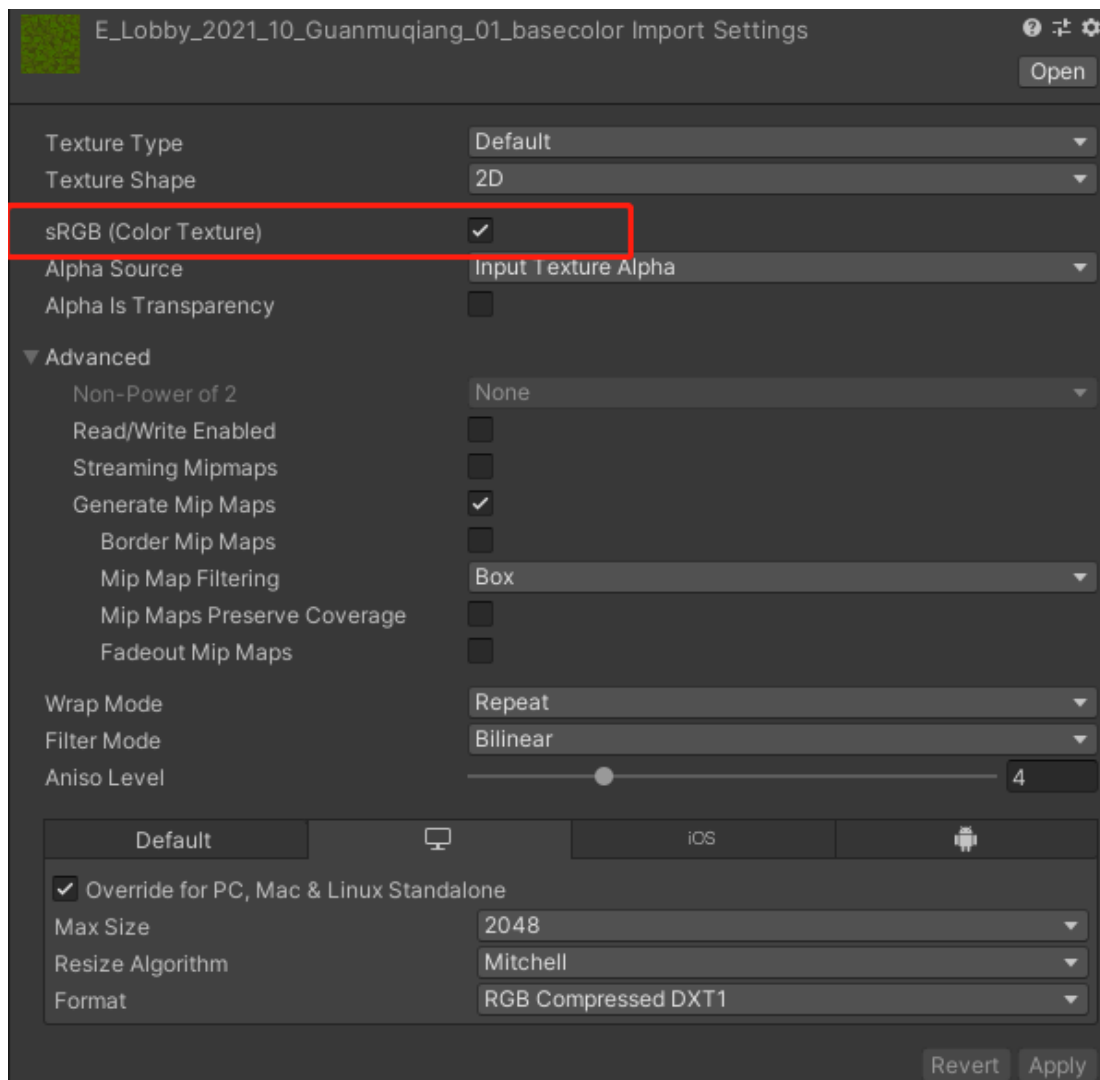 E_Lobby_2021_10_Guanmuqiang_01_basecolor Import Settings
Open
Texture Type Default
Texture Shape 2D
sRGB (Color Texture)
Alpha Source Input Texture Alpha
Alpha Is Transparency
Advanced
Non-Power of 2 None
Read/Write Enabled
Streaming Mipmaps
Generate Mip Maps
Border Mip Maps
Mip Map Filtering Box
Mip Maps Preserve Coverage
Fadeout Mip Maps
Wrap Mode Repeat
Filter Mode Bilinear
Aniso Level 4
Default iOS
Override for PC, Mac & Linux Standalone
Max Size 2048
Resize Algorithm Mitchell
Format RGB Compressed DXT1
Revert Apply